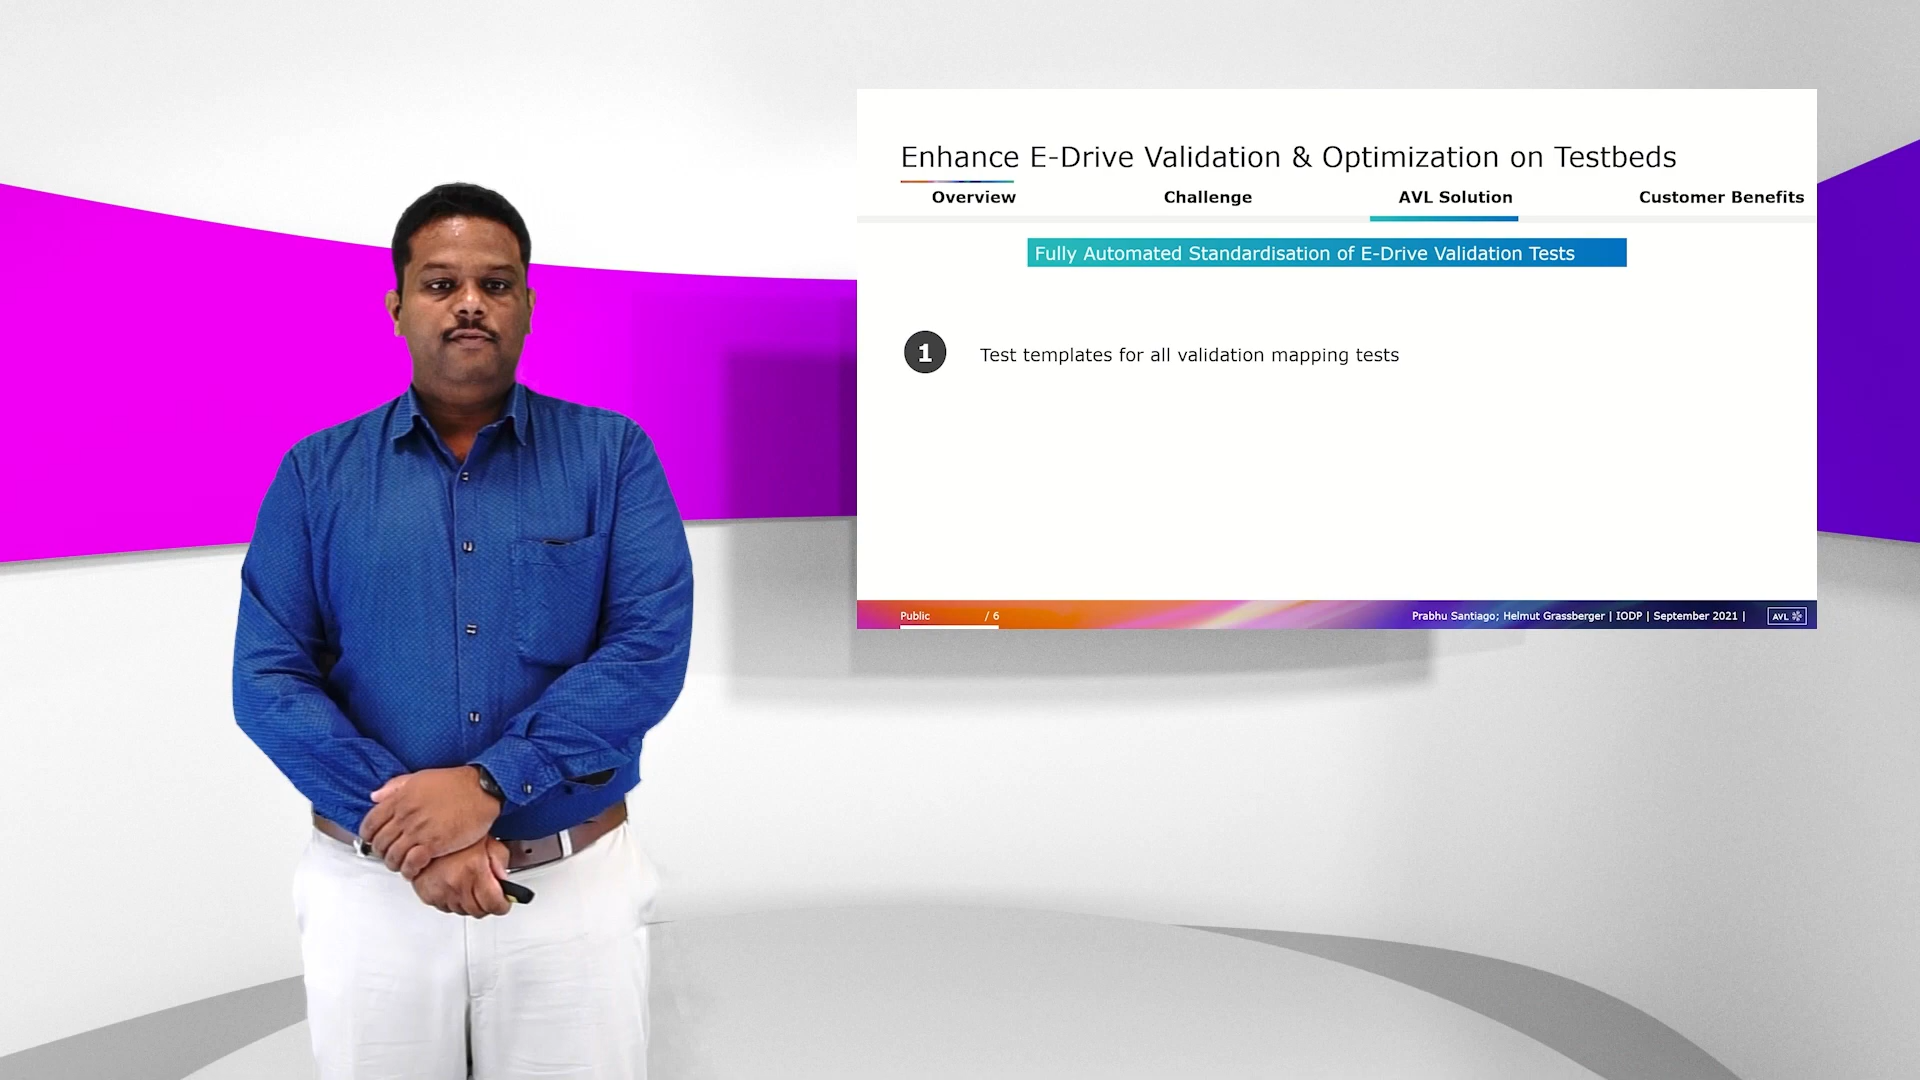 Enhance E-Drive Validation & Optimization on Testbeds
Overview Challenge AVL Solution Customer Benefits
Fully Automated Standardisation of E-Drive Validation Tests
1 Test templates for all validation mapping tests
Public / 6 Prabhu Santiago; Helmut Grassberger | IODP | September 2021 | AVL